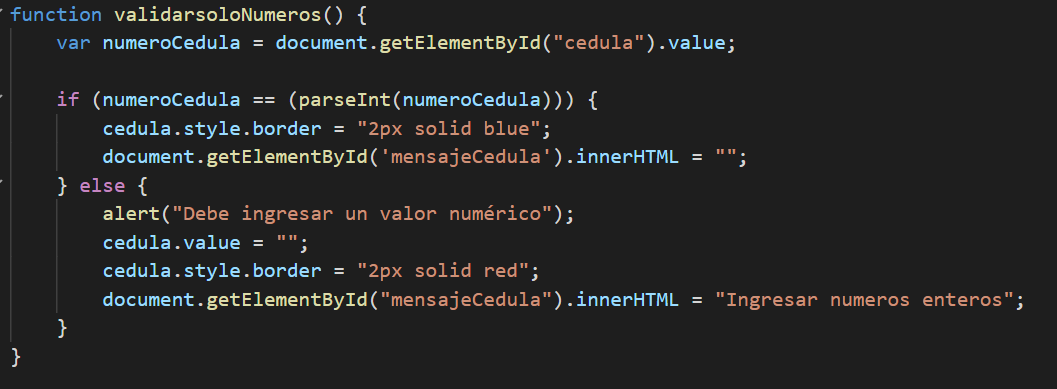 function validarsoloNumeros() {
    var numeroCedula = document.getElementById("cedula").value;

    if (numeroCedula == (parseInt(numeroCedula))) {
        cedula.style.border = "2px solid blue";
        document.getElementById('mensajeCedula').innerHTML = "";
    } else {
        alert("Debe ingresar un valor numérico");
        cedula.value = "";
        cedula.style.border = "2px solid red";
        document.getElementById("mensajeCedula").innerHTML = "Ingresar numeros enteros";
    }
}